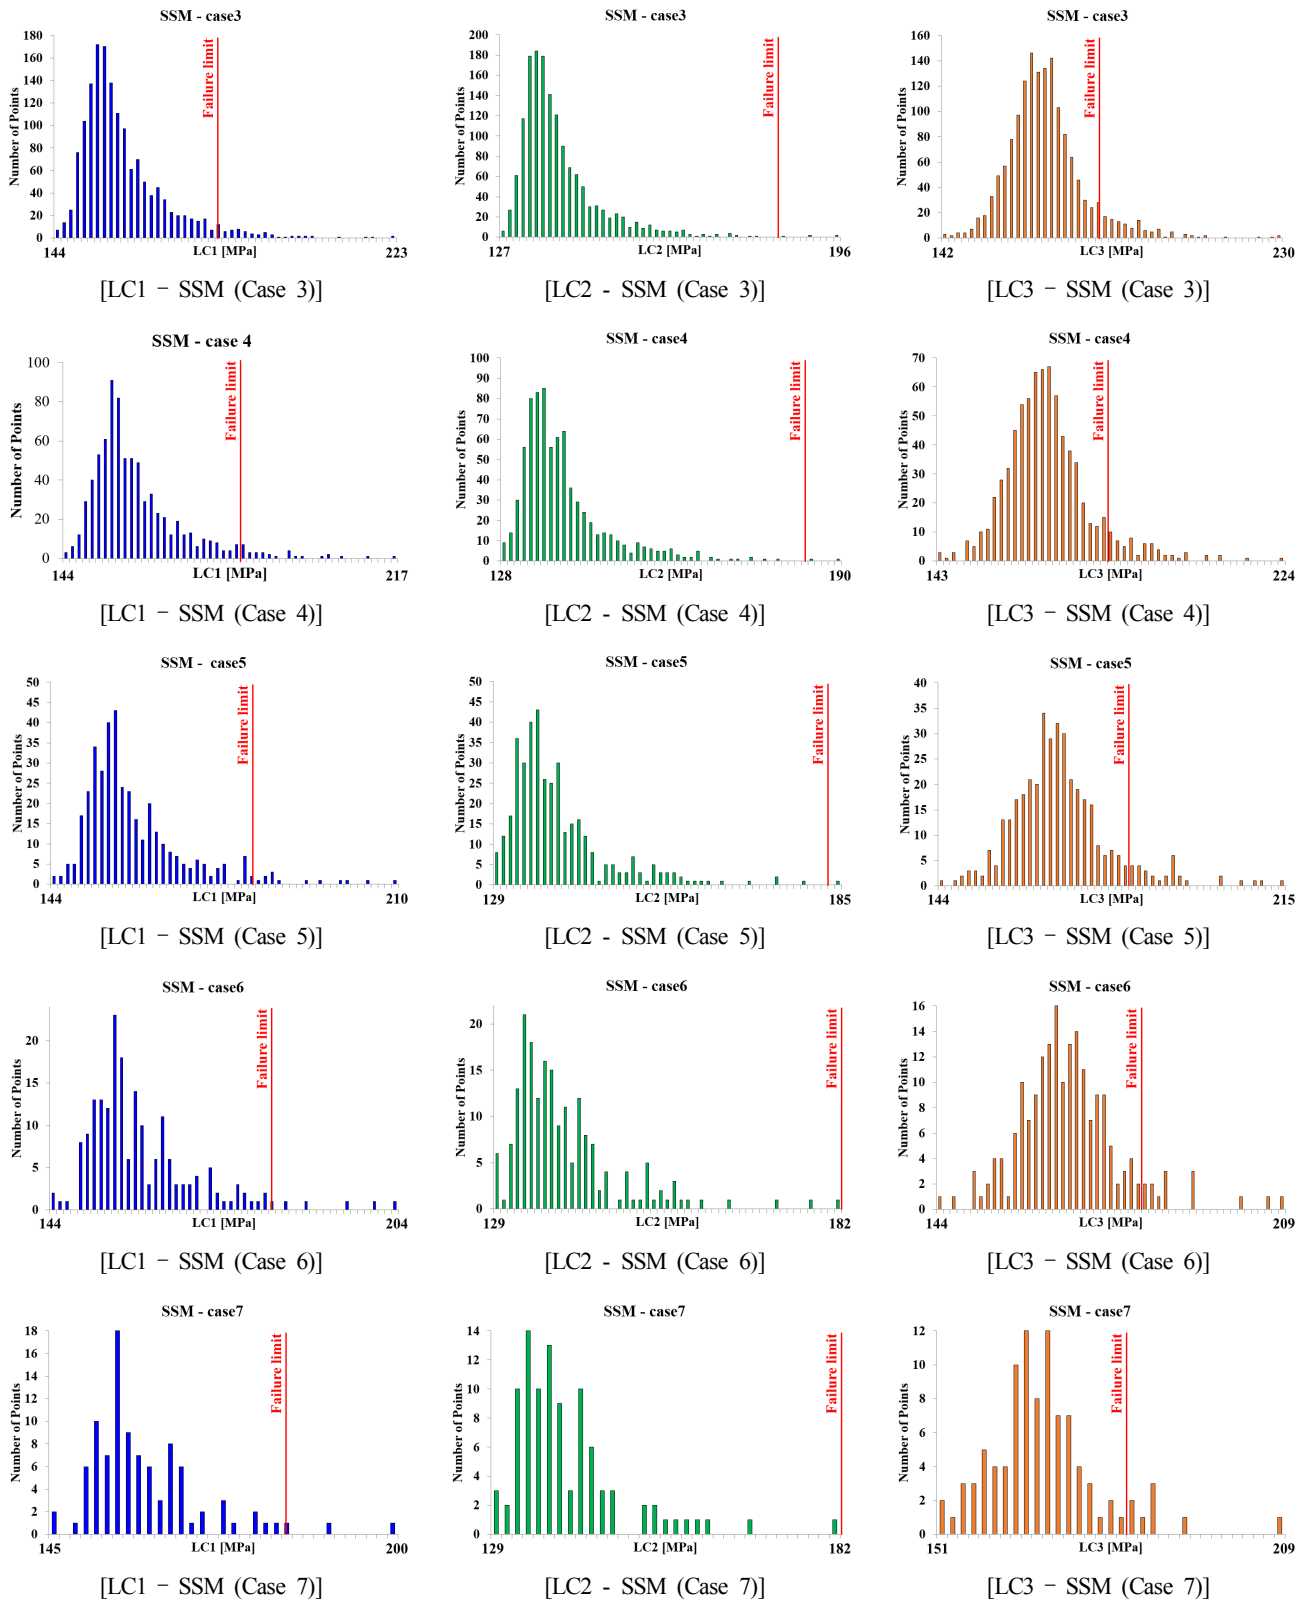 SSM - case3
Number of Points
180
160
140
120
100
80
60
40
20
0
Failure limit
144 LC1 [MPa] 223
[LC1 − SSM (Case 3)]
SSM - case3
Number of Points
200
180
160
140
120
100
80
60
40
20
0
Failure limit
127 LC2 [MPa] 196
[LC2 - SSM (Case 3)]
SSM - case3
Number of Points
160
140
120
100
80
60
40
20
0
Failure limit
142 LC3 [MPa] 230
[LC3 − SSM (Case 3)]
SSM - case 4
Number of Points
100
80
60
40
20
0
Failure limit
144 LC1 [MPa] 217
[LC1 − SSM (Case 4)]
SSM - case4
Number of Points
100
90
80
70
60
50
40
30
20
10
0
Failure limit
128 LC2 [MPa] 190
[LC2 - SSM (Case 4)]
SSM - case4
Number of Points
70
60
50
40
30
20
10
0
Failure limit
143 LC3 [MPa] 224
[LC3 − SSM (Case 4)]
SSM - case5
Number of Points
50
45
40
35
30
25
20
15
10
5
0
Failure limit
144 LC1 [MPa] 210
[LC1 − SSM (Case 5)]
SSM - case5
Number of Points
50
45
40
35
30
25
20
15
10
5
0
Failure limit
129 LC2 [MPa] 185
[LC2 - SSM (Case 5)]
SSM - case5
Number of Points
40
35
30
25
20
15
10
5
0
Failure limit
144 LC3 [MPa] 215
[LC3 − SSM (Case 5)]
SSM - case6
Number of Points
20
15
10
5
0
Failure limit
144 LC1 [MPa] 204
[LC1 − SSM (Case 6)]
SSM - case6
Number of Points
20
15
10
5
0
Failure limit
129 LC2 [MPa] 182
[LC2 - SSM (Case 6)]
SSM - case6
Number of Points
16
14
12
10
8
6
4
2
0
Failure limit
144 LC3 [MPa] 209
[LC3 − SSM (Case 6)]
SSM - case7
Number of Points
18
16
14
12
10
8
6
4
2
0
Failure limit
145 LC1 [MPa] 200
[LC1 − SSM (Case 7)]
SSM - case7
Number of Points
14
12
10
8
6
4
2
0
Failure limit
129 LC2 [MPa] 182
[LC2 - SSM (Case 7)]
SSM - case7
Number of Points
12
10
8
6
4
2
0
Failure limit
151 LC3 [MPa] 209
[LC3 − SSM (Case 7)]